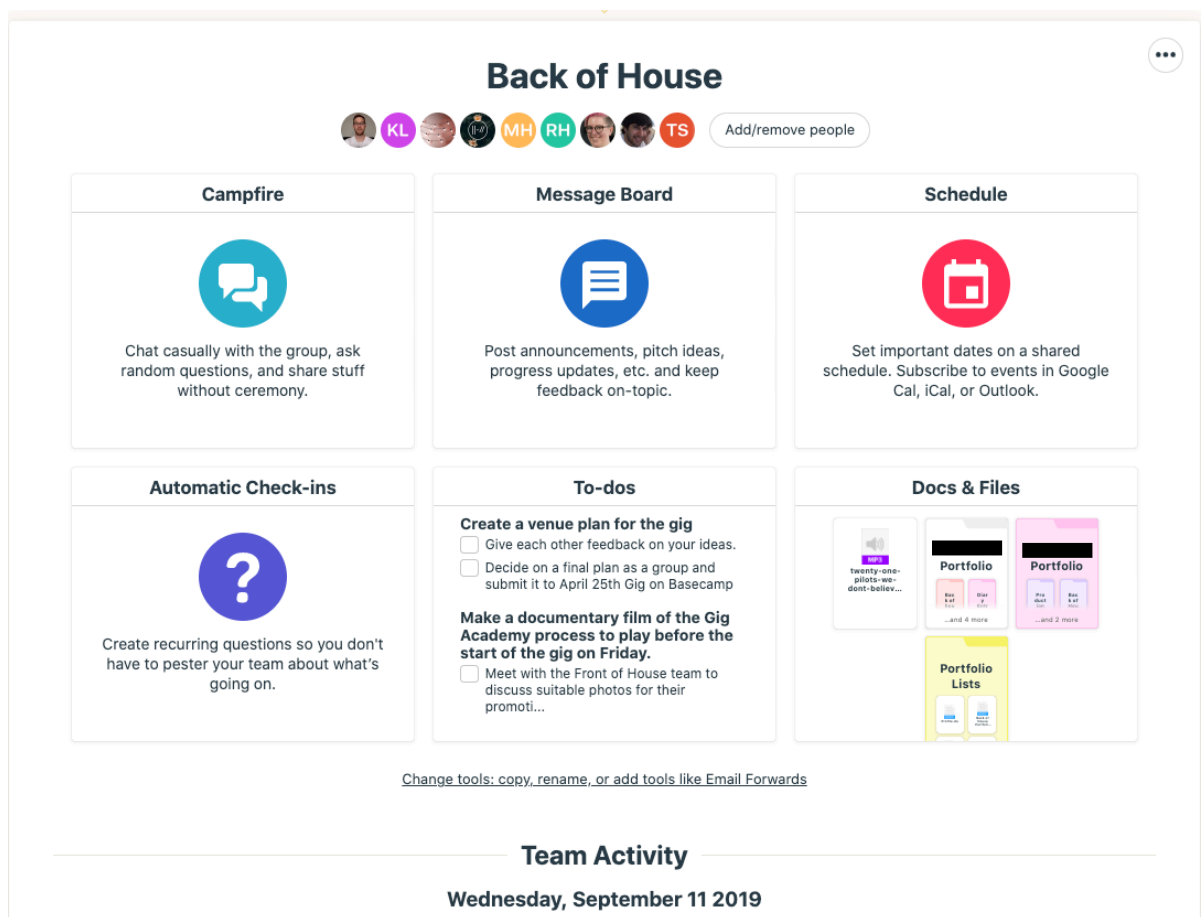 Back of House
KL
MH
RH
TS
Add/remove people
Campfire
Chat casually with the group, ask
random questions, and share stuff
without ceremony.
Message Board
Post announcements, pitch ideas,
progress updates, etc. and keep
feedback on-topic.
Schedule
Set important dates on a shared
schedule. Subscribe to events in Google
Cal, iCal, or Outlook.
Automatic Check-ins
?
Create recurring questions so you don't
have to pester your team about what's
going on.
To-dos
Create a venue plan for the gig
Give each other feedback on your ideas.
Decide on a final plan as a group and
submit it to April 25th Gig on Basecamp
Make a documentary film of the Gig
Academy process to play before the
start of the gig on Friday.
Meet with the Front of House team to
discuss suitable photos for their
promoti...
Docs & Files
MP3
twenty-one-
pilots-we-
dont-believ...
Portfolio
...and 4 more
Portfolio
...and 2 more
Portfolio
Lists
Change tools: copy, rename, or add tools like Email Forwards
Team Activity
Wednesday, September 11 2019